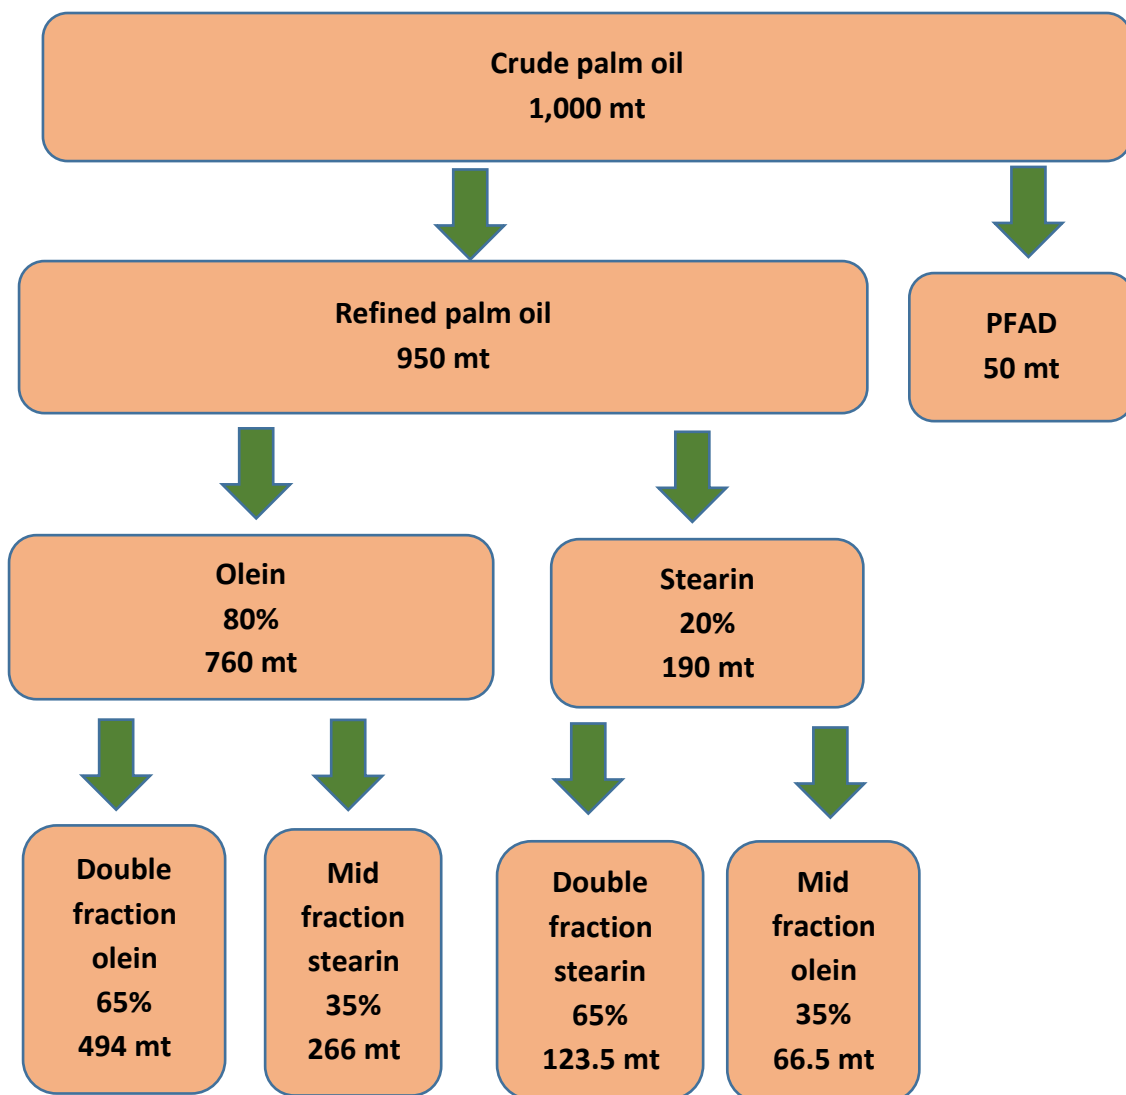 Crude palm oil
1,000 mt
Refined palm oil
950 mt
PFAD
50 mt
Olein
80%
760 mt
Stearin
20%
190 mt
Double
fraction
olein
65%
494 mt
Mid
fraction
stearin
35%
266 mt
Double
fraction
stearin
65%
123.5 mt
Mid
fraction
olein
35%
66.5 mt